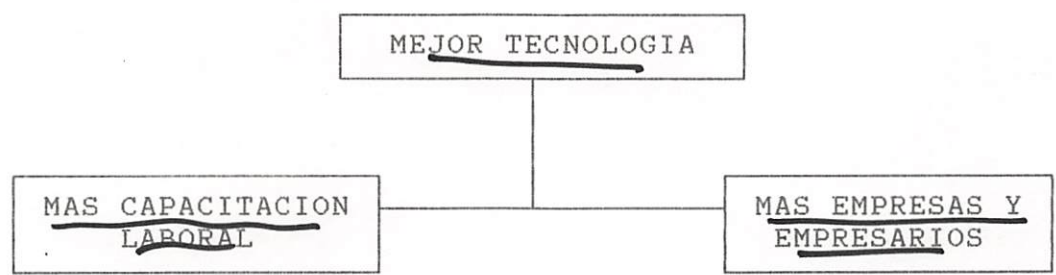 MEJOR TECNOLOGIA
MAS CAPACITACION
LABORAL
MAS EMPRESAS Y
EMPRESARIOS